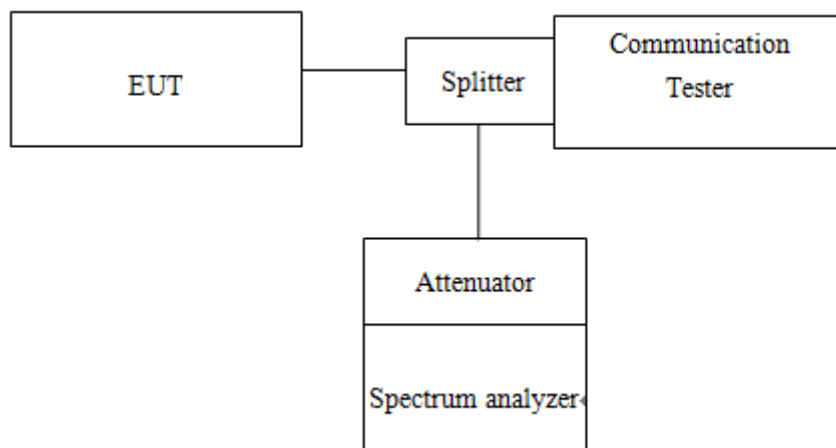 EUT
Splitter
Communication
Tester
Attenuator
Spectrum analyzer